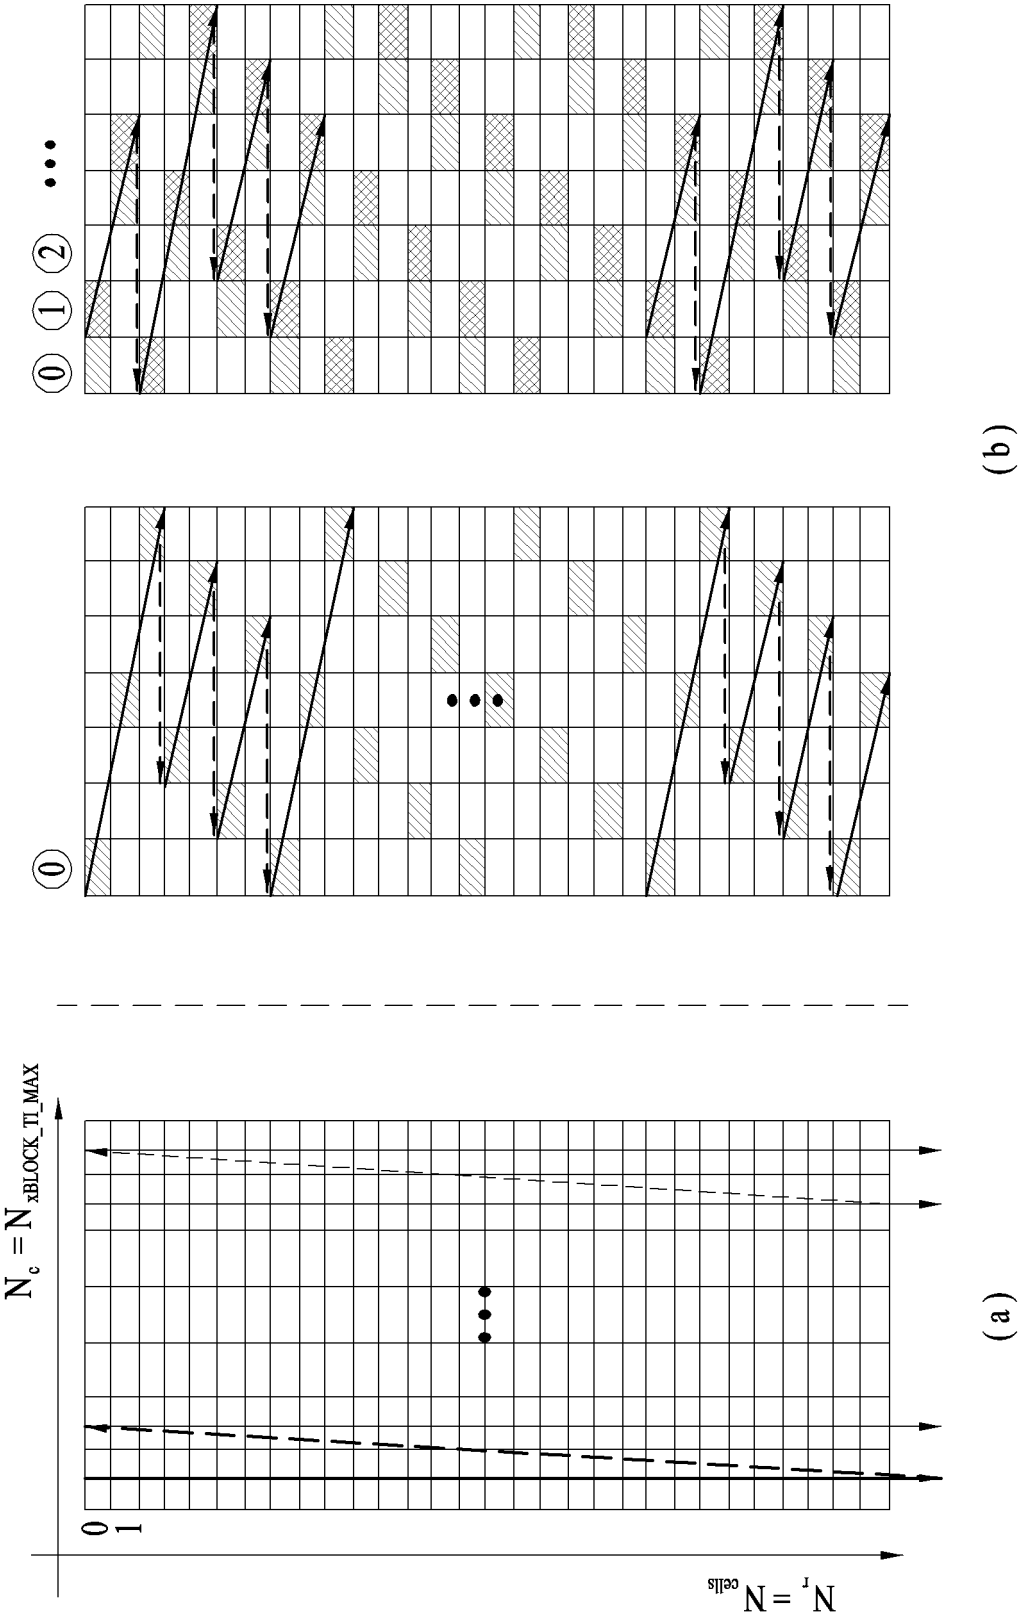 0 1 2 •••
(b)
0
•••
N_c = N_xBLOCK_TI_MAX
•••
0
1
N_r = N_cells
(a)